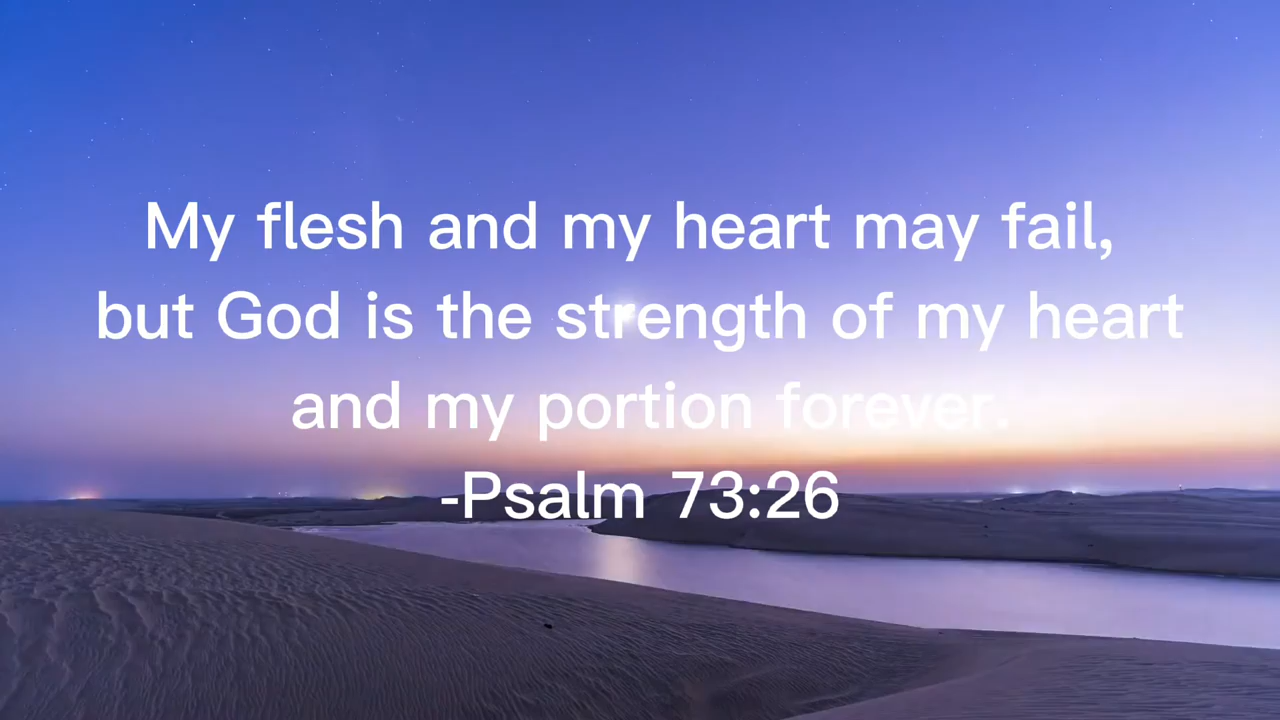 My flesh and my heart may fail,
but God is the strength of my heart
and my portion forever.
-Psalm 73:26